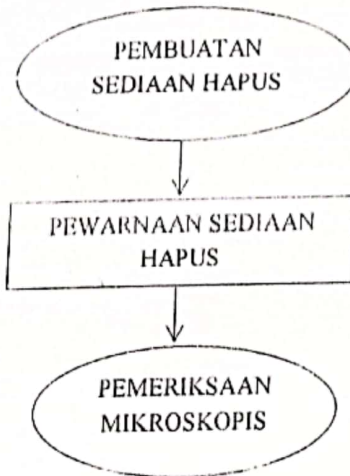 PEMBUATAN
SEDIAAN HAPUS
PEWARNAAN SEDIAAN
HAPUS
PEMERIKSAAN
MIKROSKOPIS